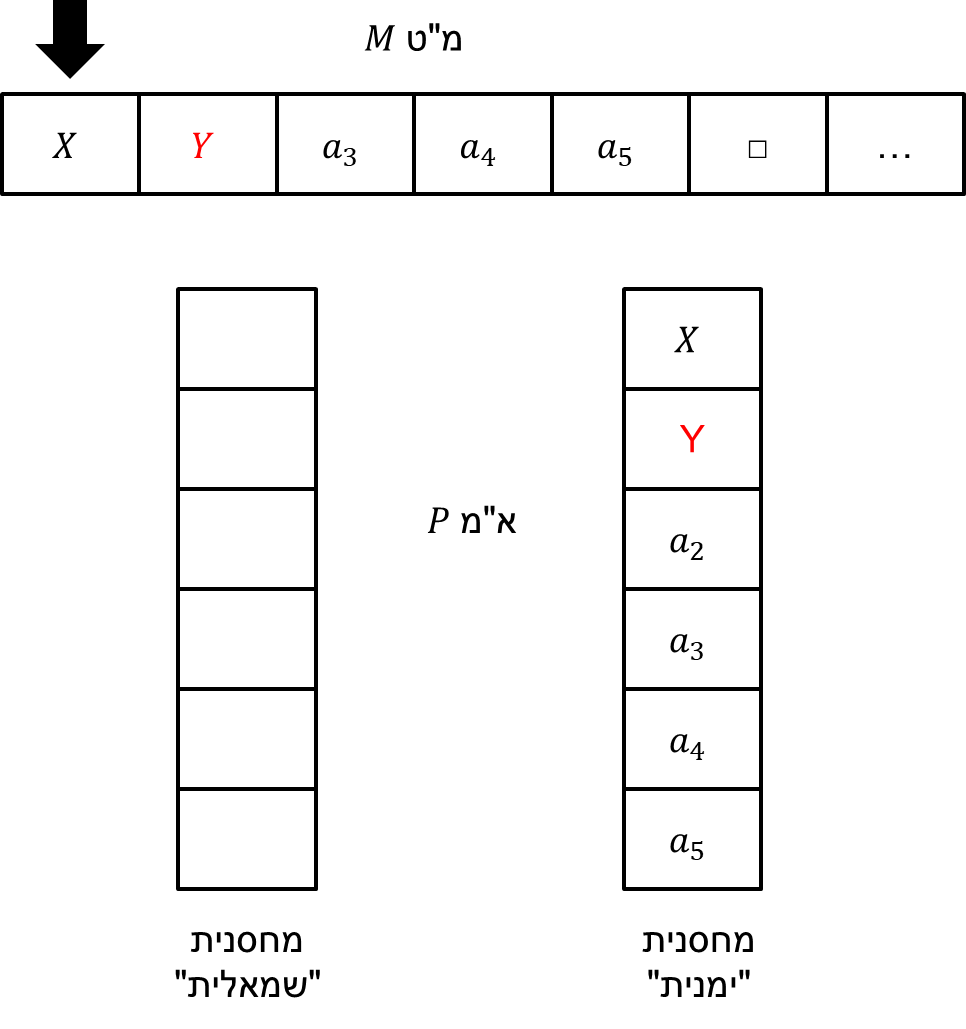 מ"ט M
X Y a₃ a₄ a₅ □ ...
X
Y
א"מ P
a₂
a₃
a₄
a₅
מחסנית
"שמאלית"
מחסנית
"ימנית"